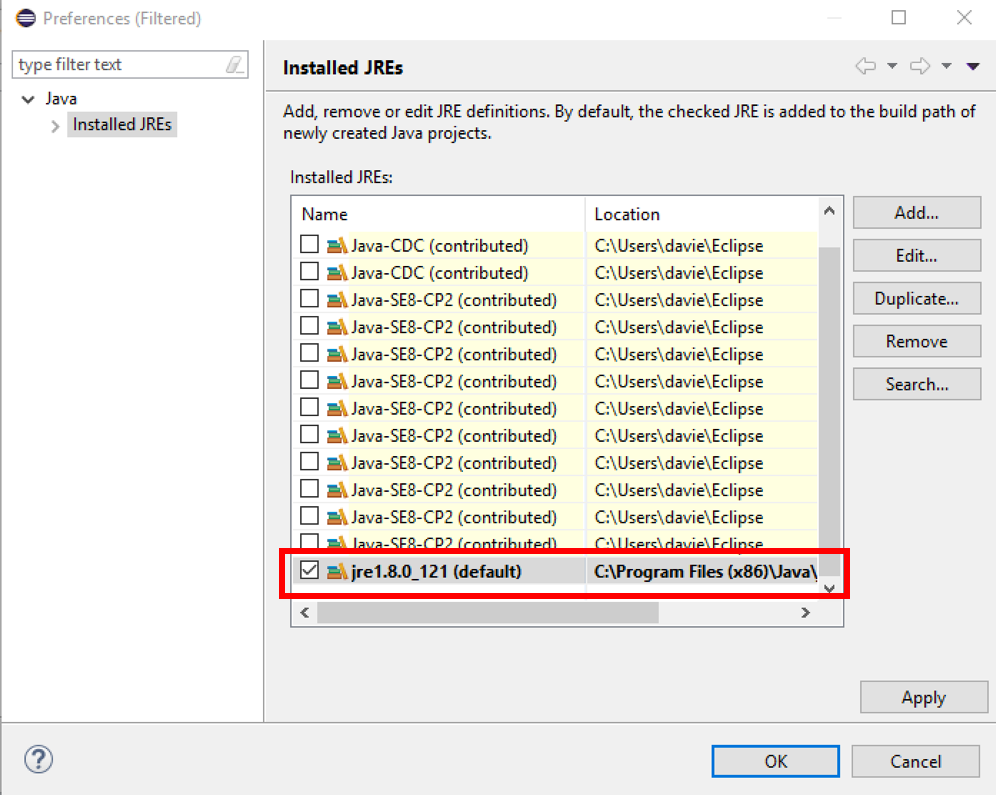 Preferences (Filtered)
type filter text
Java
Installed JREs
Installed JREs
Add, remove or edit JRE definitions. By default, the checked JRE is added to the build path of
newly created Java projects.
Installed JREs:
Name Location
Java-CDC (contributed) C:\Users\davie\Eclipse
Java-CDC (contributed) C:\Users\davie\Eclipse
Java-SE8-CP2 (contributed) C:\Users\davie\Eclipse
Java-SE8-CP2 (contributed) C:\Users\davie\Eclipse
Java-SE8-CP2 (contributed) C:\Users\davie\Eclipse
Java-SE8-CP2 (contributed) C:\Users\davie\Eclipse
Java-SE8-CP2 (contributed) C:\Users\davie\Eclipse
Java-SE8-CP2 (contributed) C:\Users\davie\Eclipse
Java-SE8-CP2 (contributed) C:\Users\davie\Eclipse
Java-SE8-CP2 (contributed) C:\Users\davie\Eclipse
Java-SE8-CP2 (contributed) C:\Users\davie\Eclipse
Java-SE8-CP2 (contributed) C:\Users\davie\Eclipse
jre1.8.0_121 (default) C:\Program Files (x86)\Java\
Add...
Edit...
Duplicate...
Remove
Search...
Apply
?
OK Cancel